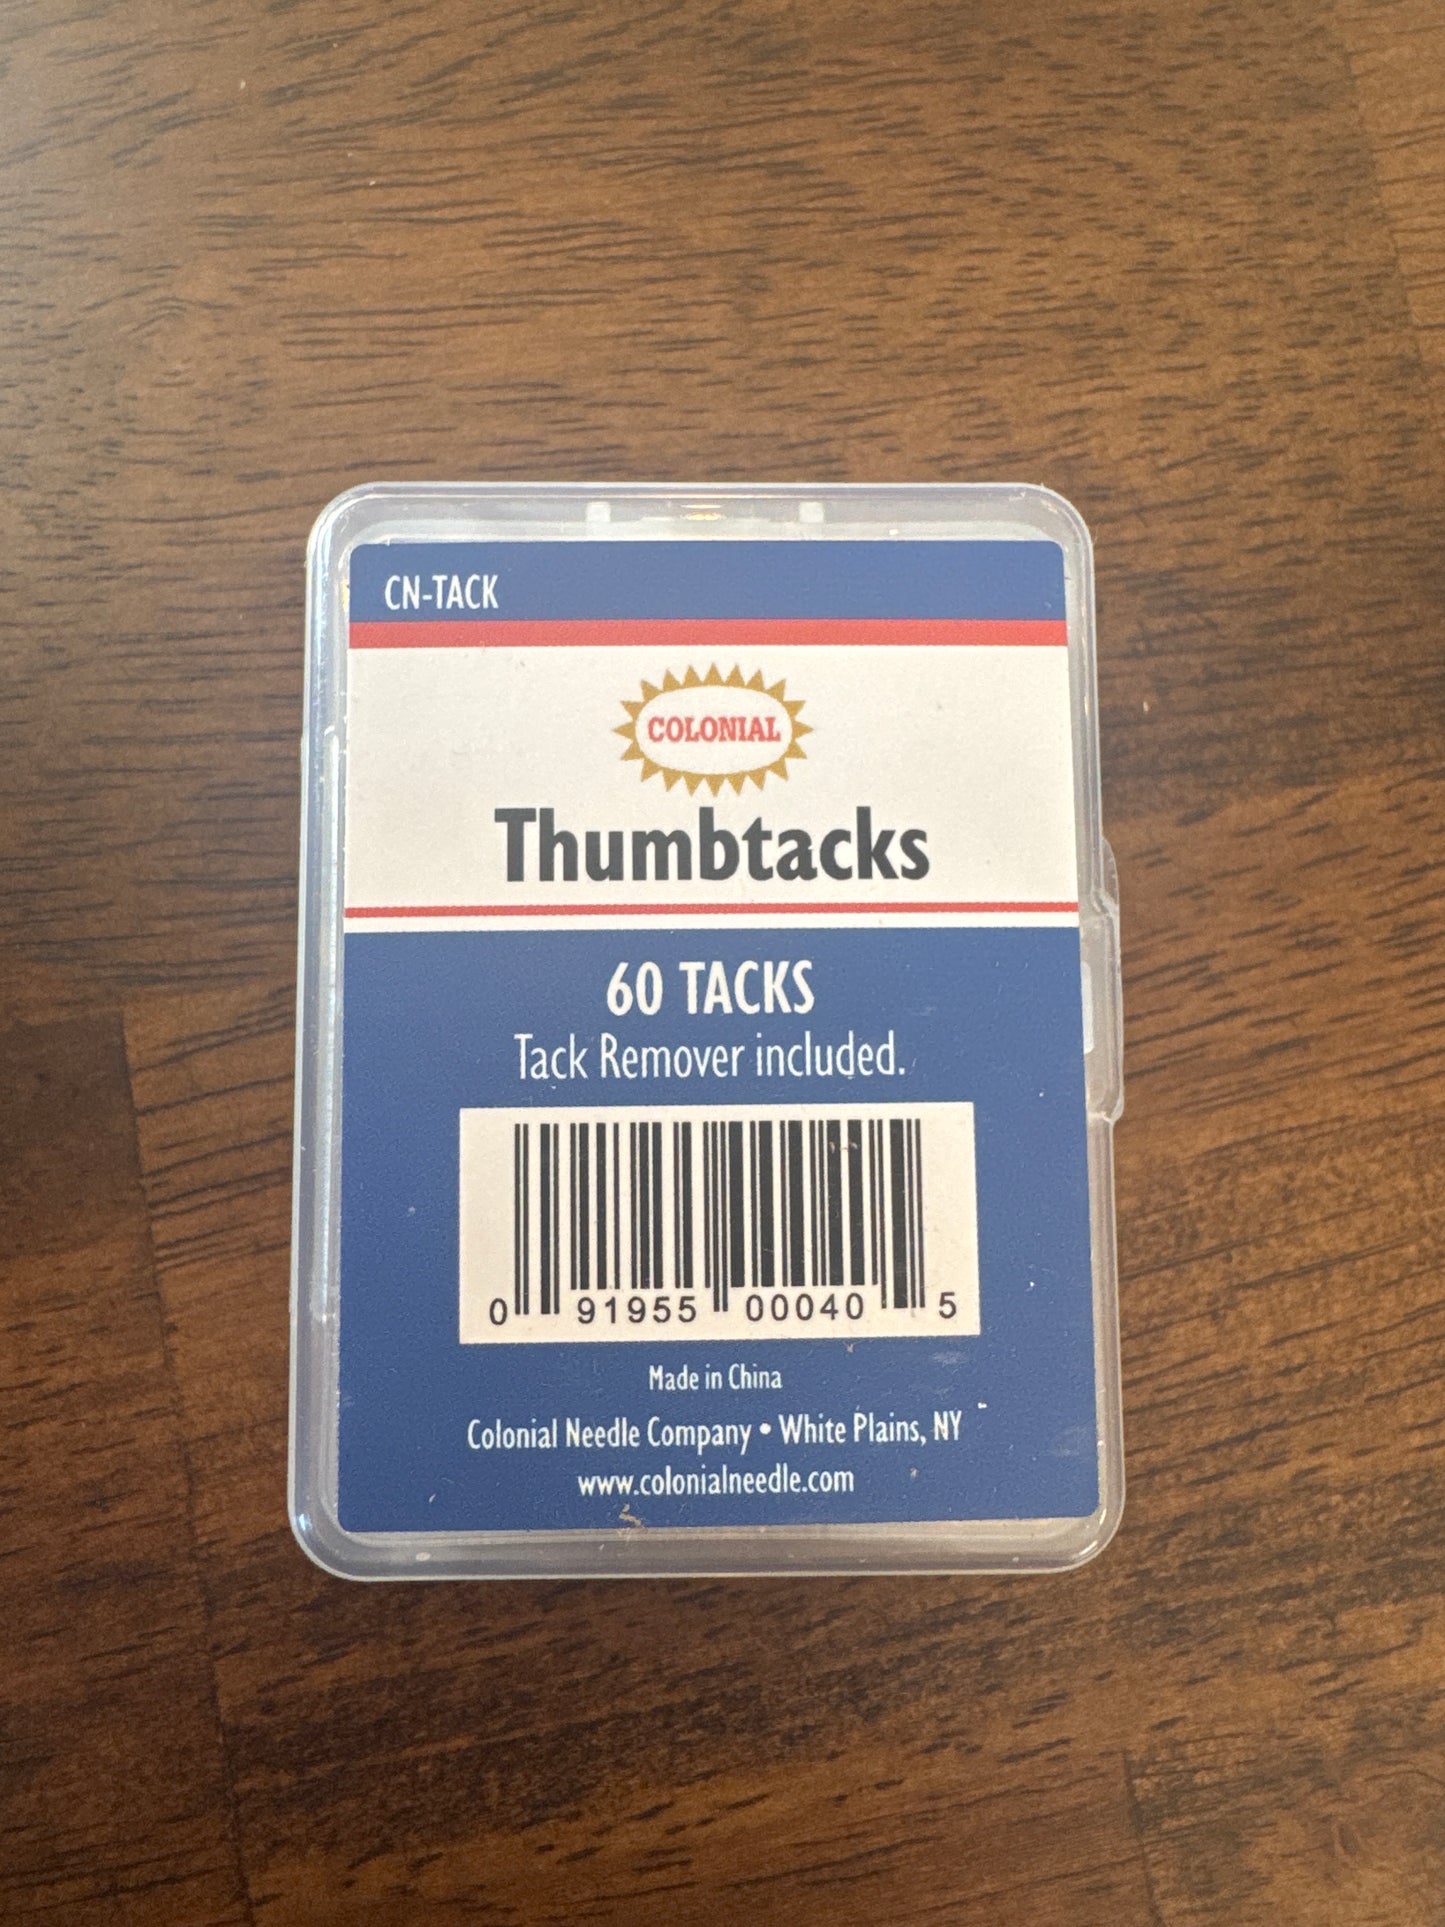 CN-TACK
COLONIAL
Thumbtacks
60 TACKS
Tack Remover included.
0 91955 00040 5
Made in China
Colonial Needle Company • White Plains, NY
www.colonialneedle.com